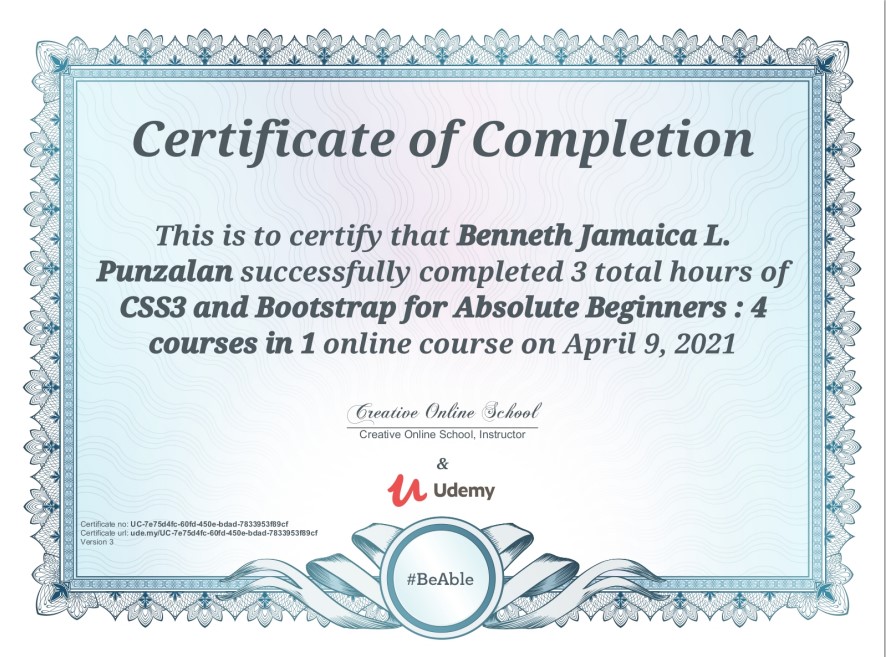 Certificate of Completion
This is to certify that Benneth Jamaica L.
Punzalan successfully completed 3 total hours of
CSS3 and Bootstrap for Absolute Beginners : 4
courses in 1 online course on April 9, 2021
Creative Online School
Creative Online School, Instructor
&
Udemy
Certificate no: UC-7e75d4fc-60fd-450e-bdad-7833953f89cf
Certificate url: ude.my/UC-7e75d4fc-60fd-450e-bdad-7833953f89cf
Version 3
#BeAble